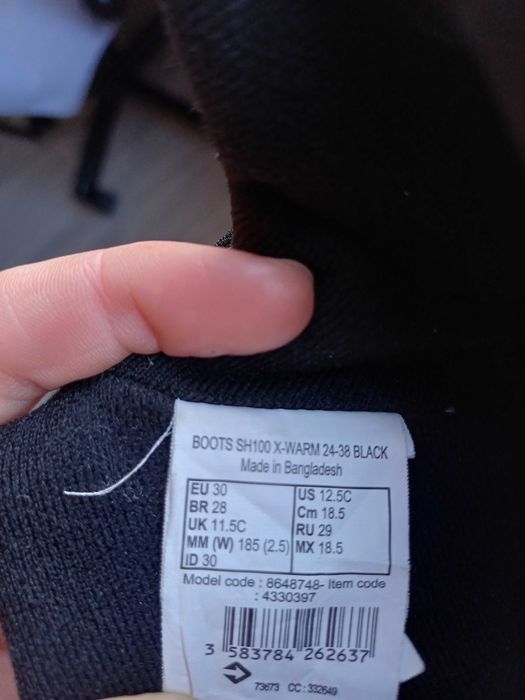 BOOTS SH100 X-WARM 24-38 BLACK
Made in Bangladesh
EU 30 US 12.5C
BR 28 Cm 18.5
UK 11.5C RU 29
MM (W) 185 (2.5) MX 18.5
ID 30
Model code : 8648748- Item code
: 4330397
3 583784 262637
73673 CC : 332649